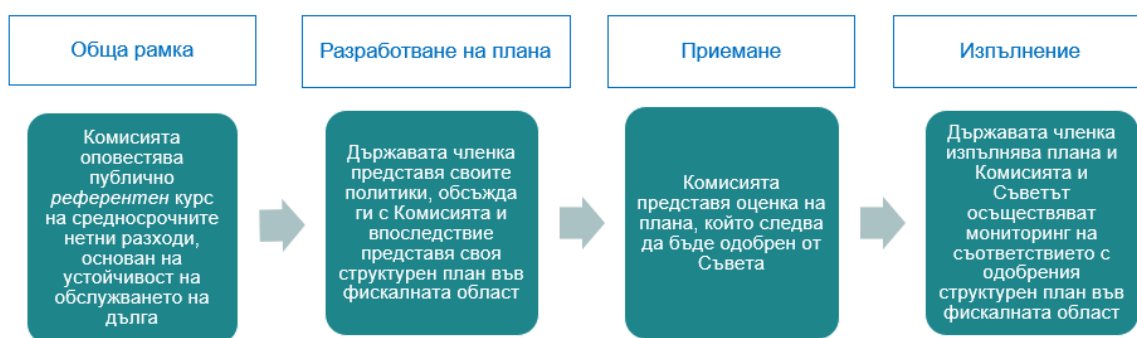 Обща рамка
Разработване на плана
Приемане
Изпълнение
Комисията
оповестява
публично
референтен курс
на средносрочните
нетни разходи,
основан на
устойчивост на
обслужването на
дълга
Държавата членка
представя своите
политики, обсъжда
ги с Комисията и
впоследствие
представя своя
структурен план във
фискалната област
Комисията
представя оценка на
плана, който следва
да бъде одобрен от
Съвета
Държавата членка
изпълнява плана и
Комисията и
Съветът
осъществяват
мониторинг на
съответствието с
одобрения
структурен план във
фискалната област